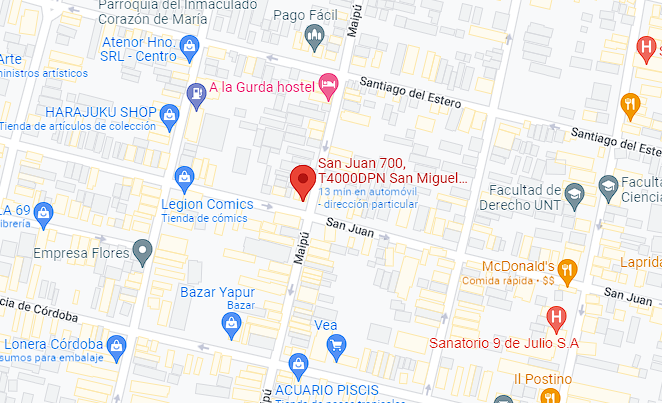 Parroquia del Inmaculado
Corazón de María
Pago Fácil
Maipú
Atenor Hno.
SRL - Centro
Arte
ministros artísticos
A la Gurda hostel
Santiago del Estero
HARAJUKU SHOP
Tienda de artículos de colección
Santiago del Estero
San Juan 700,
T4000DPN San Miguel...
13 min en automóvil
- dirección particular
Legion Comics
Tienda de cómics
Facultad de
Derecho UNT
Faculta
Ciencia
LA 69
ibrería
San Juan
Maipú
Empresa Flores
McDonald's
Comida rápida • $$
Laprida
San Juan
Bazar Yapur
Bazar
cia de Córdoba
Vea
Sanatorio 9 de Julio S.A
Lonera Córdoba
sumos para embalaje
Il Postino
ACUARIO PISCIS
Maipú